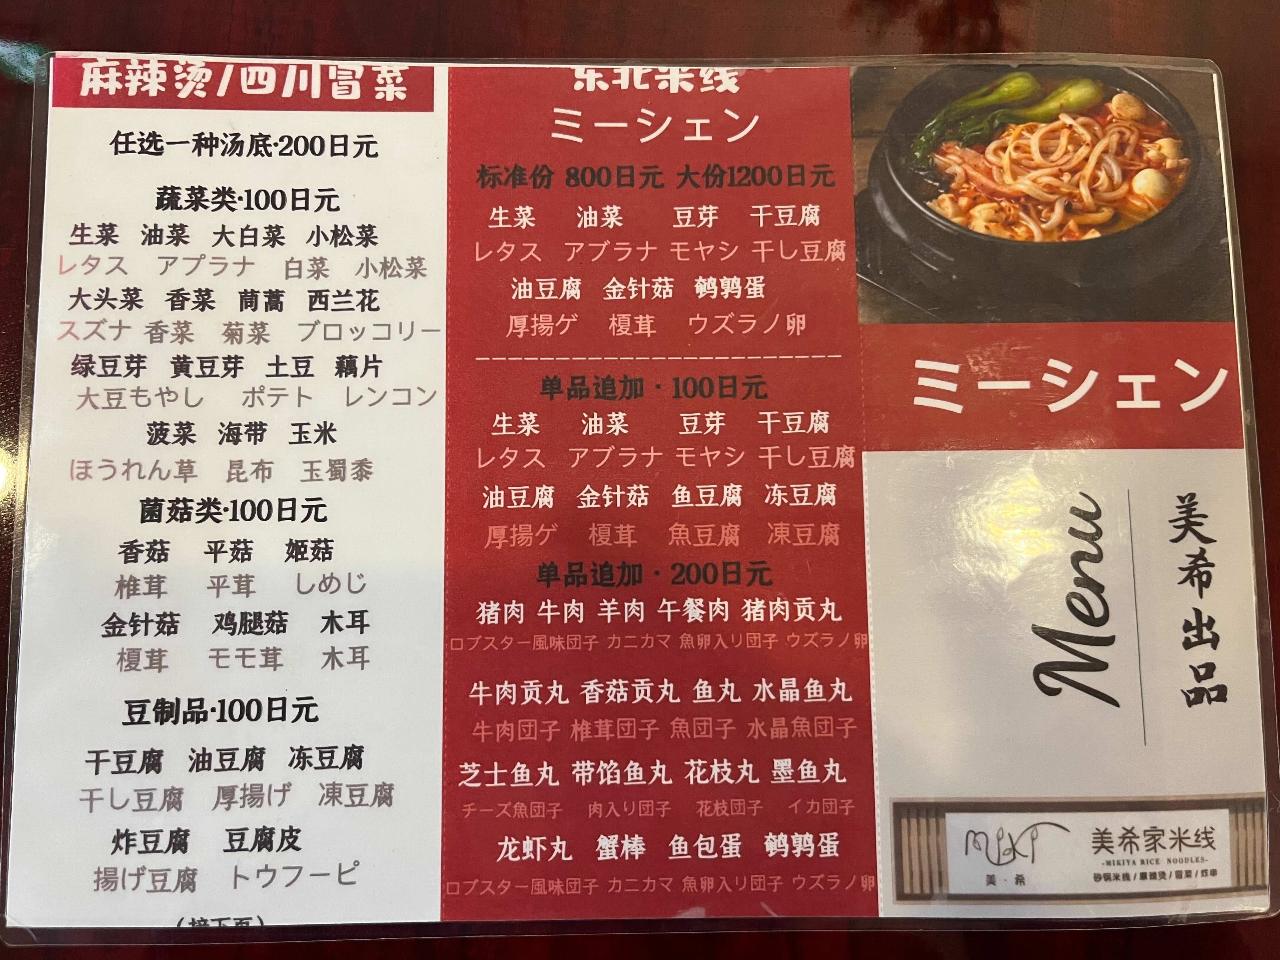 麻辣烫/四川冒菜
任选一种汤底·200日元
蔬菜类·100日元
生菜 油菜 大白菜 小松菜
レタス アブラナ 白菜 小松菜
大头菜 香菜 茼蒿 西兰花
スズナ 香菜 菊菜 ブロッコリー
绿豆芽 黄豆芽 土豆 藕片
大豆もやし ポテト レンコン
菠菜 海带 玉米
ほうれん草 昆布 玉蜀黍
菌菇类·100日元
香菇 平菇 姬菇
椎茸 平茸 しめじ
金针菇 鸡腿菇 木耳
榎茸 モモ茸 木耳
豆制品·100日元
干豆腐 油豆腐 冻豆腐
干し豆腐 厚揚げ 凍豆腐
炸豆腐 豆腐皮
揚げ豆腐 トウフーピ
(接下页)
东北米线
ミーシェン
标准份 800日元 大份1200日元
生菜 油菜 豆芽 干豆腐
レタス アブラナ モヤシ 干し豆腐
油豆腐 金针菇 鹌鹑蛋
厚揚ゲ 榎茸 ウズラノ卵
单品追加·100日元
生菜 油菜 豆芽 干豆腐
レタス アブラナ モヤシ 干し豆腐
油豆腐 金针菇 鱼豆腐 冻豆腐
厚揚ゲ 榎茸 魚豆腐 凍豆腐
单品追加·200日元
猪肉 牛肉 羊肉 午餐肉 猪肉贡丸
ロブスター風味団子 カニカマ 魚卵入り団子 ウズラノ卵
牛肉贡丸 香菇贡丸 鱼丸 水晶鱼丸
牛肉団子 椎茸団子 魚団子 水晶魚団子
芝士鱼丸 带馅鱼丸 花枝丸 墨鱼丸
チーズ魚団子 肉入り団子 花枝団子 イカ団子
龙虾丸 蟹棒 鱼包蛋 鹌鹑蛋
ロブスター風味団子 カニカマ 魚卵入り団子 ウズラノ卵
ミーシェン
Menu
美希出品
MIKI
美·希
美希家米线
-MIKIYA RICE NOODLES-
砂锅米线/麻辣烫/冒菜/炸串